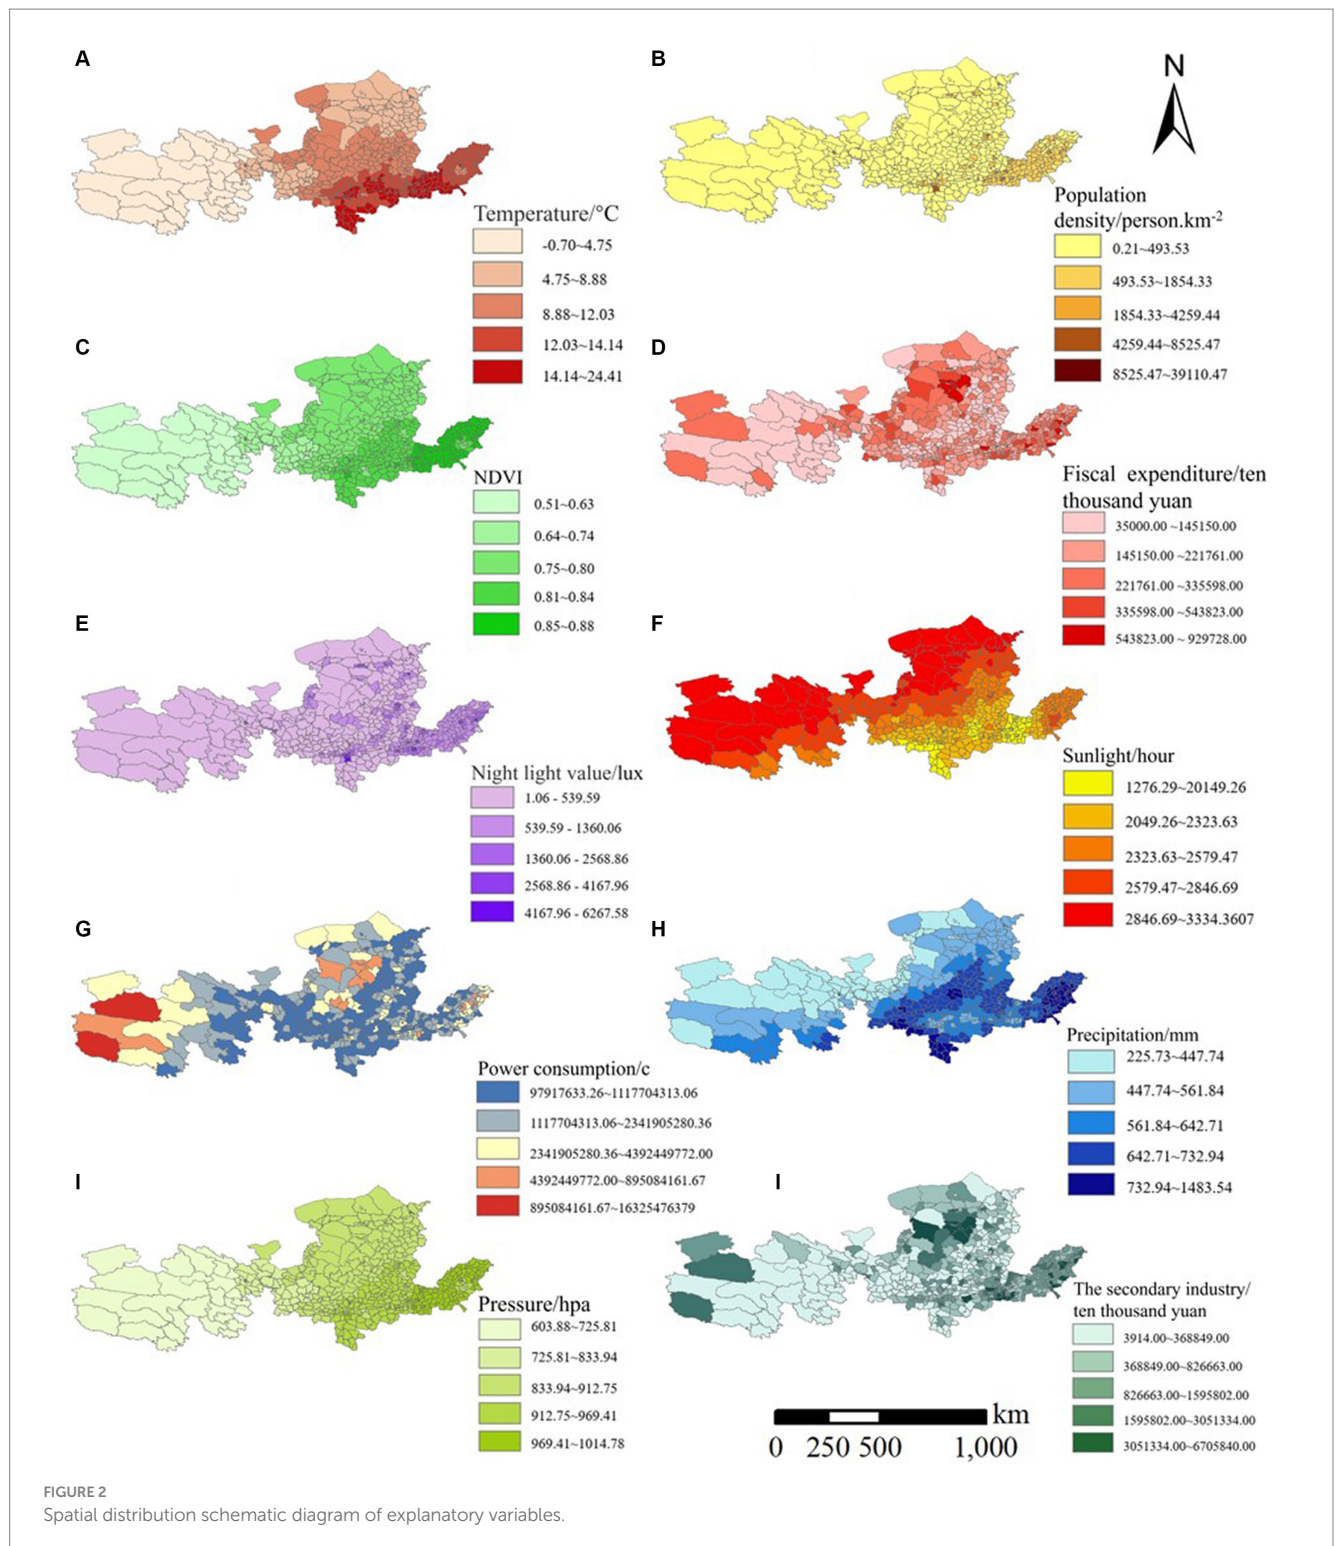 A
B
N
Temperature/°C
-0.70~4.75
4.75~8.88
8.88~12.03
12.03~14.14
14.14~24.41
Population
density/person.km-2
0.21~493.53
493.53~1854.33
1854.33~4259.44
4259.44~8525.47
8525.47~39110.47
C
D
NDVI
0.51~0.63
0.64~0.74
0.75~0.80
0.81~0.84
0.85~0.88
Fiscal expenditure/ten
thousand yuan
35000.00 ~145150.00
145150.00 ~221761.00
221761.00 ~335598.00
335598.00 ~543823.00
543823.00 ~ 929728.00
E
F
Night light value/lux
1.06 - 539.59
539.59 - 1360.06
1360.06 - 2568.86
2568.86 - 4167.96
4167.96 - 6267.58
Sunlight/hour
1276.29~20149.26
2049.26~2323.63
2323.63~2579.47
2579.47~2846.69
2846.69~3334.3607
G
H
Power consumption/c
97917633.26~1117704313.06
1117704313.06~2341905280.36
2341905280.36~4392449772.00
4392449772.00~895084161.67
895084161.67~16325476379
Precipitation/mm
225.73~447.74
447.74~561.84
561.84~642.71
642.71~732.94
732.94~1483.54
I
I
Pressure/hpa
603.88~725.81
725.81~833.94
833.94~912.75
912.75~969.41
969.41~1014.78
The secondary industry/
ten thousand yuan
3914.00~368849.00
368849.00~826663.00
826663.00~1595802.00
1595802.00~3051334.00
3051334.00~6705840.00
km
0 250 500 1,000
FIGURE 2
Spatial distribution schematic diagram of explanatory variables.